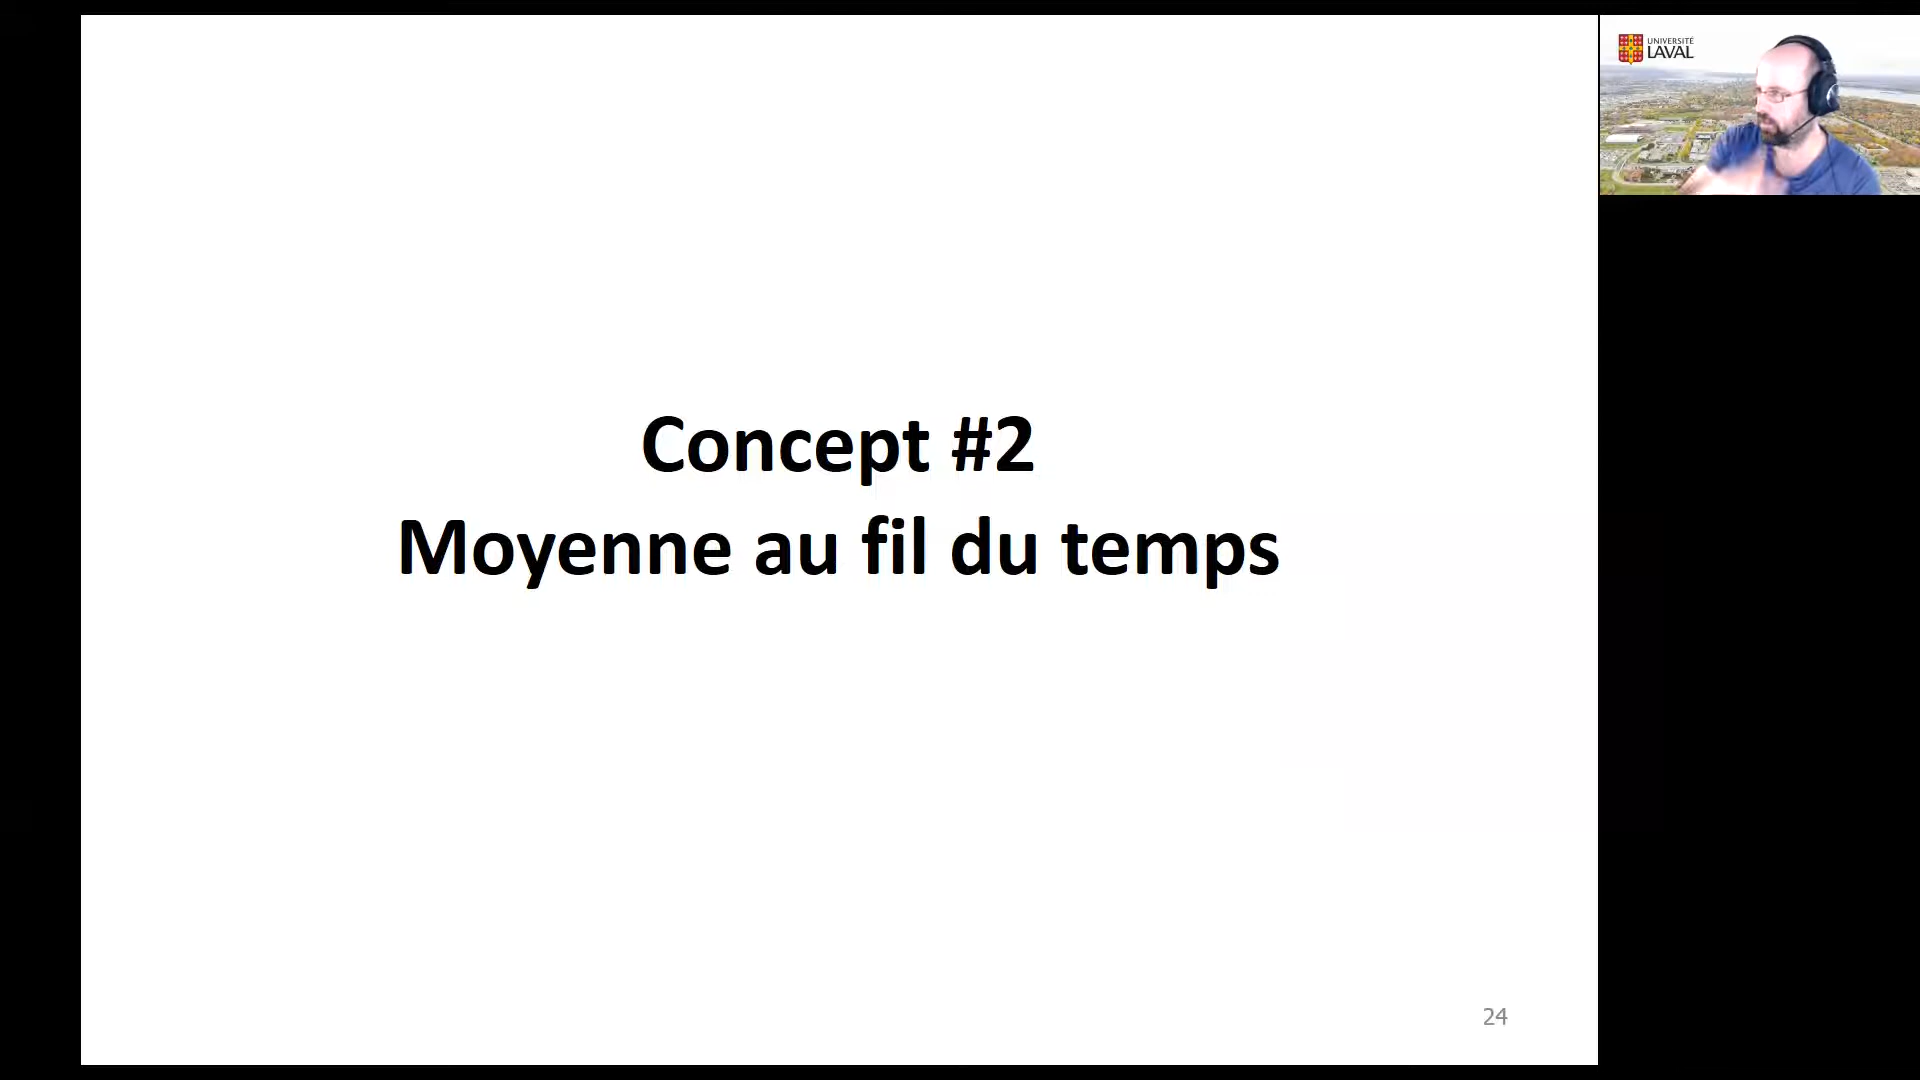 Concept #2
Moyenne au fil du temps
24
UNIVERSITÉ
LAVAL